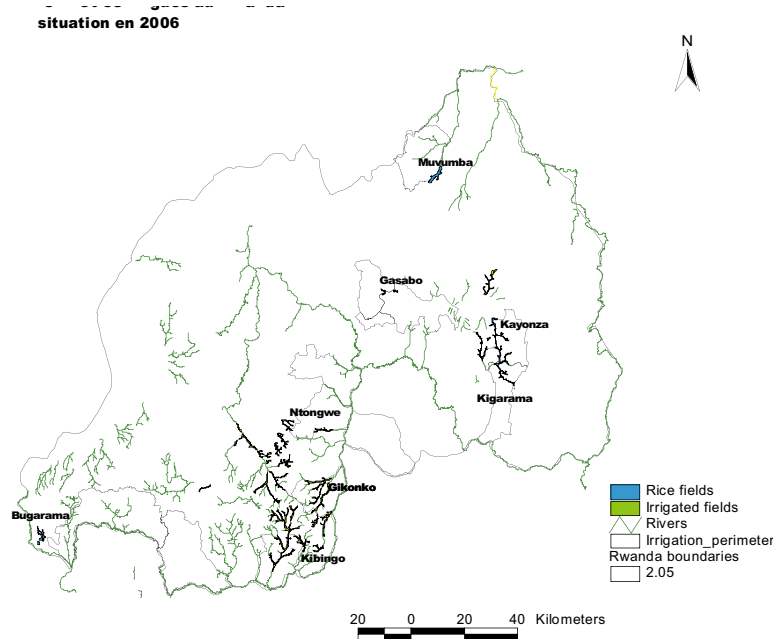 situation en 2006
N
Muvumba
Gasabo
Kayonza
Kigarama
Ntongwe
Gikonko
Bugarama
Kibingo
Rice fields
Irrigated fields
Rivers
Irrigation_perimeter
Rwanda boundaries
2.05
20 0 20 40 Kilometers